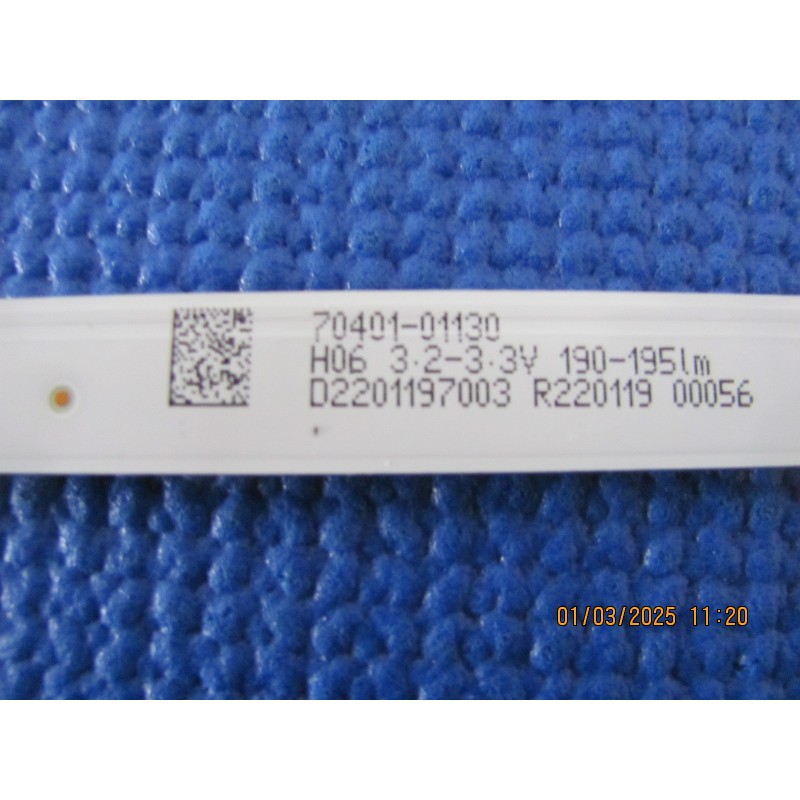 70401-01130
H06 3.2-3.3V 190-195lm
D2201197003 R220119 00056
01/03/2025 11:20